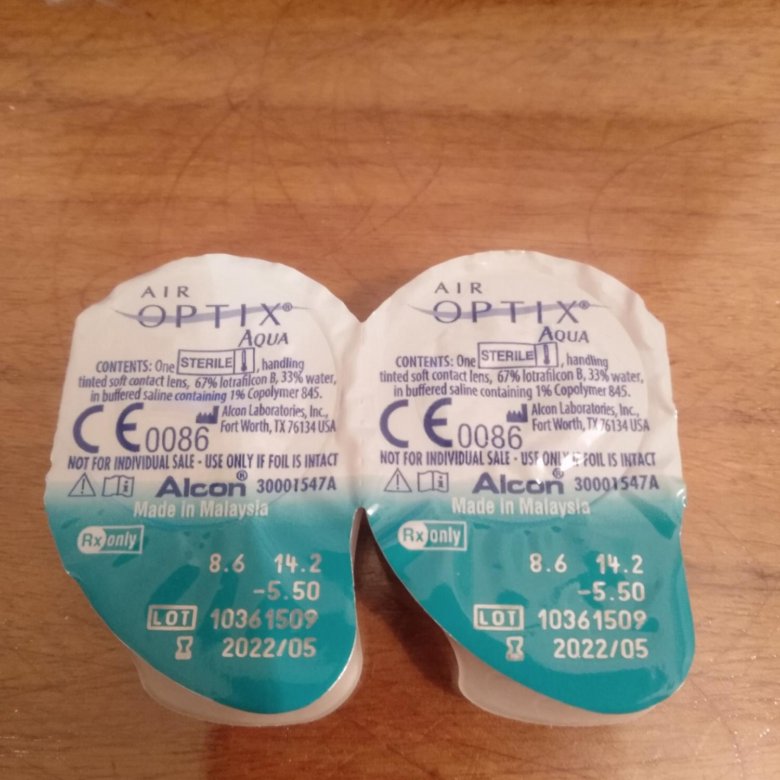 AIR
OPTIX®
AQUA
CONTENTS: One STERILE, handling
tinted soft contact lens, 67% lotrafilcon B, 33% water,
in buffered saline containing 1% Copolymer 845.
CE 0086
Alcon Laboratories, Inc.,
Fort Worth, TX 76134 USA
NOT FOR INDIVIDUAL SALE - USE ONLY IF FOIL IS INTACT
Alcon® 30001547A
Made in Malaysia
Rx only
8.6 14.2
-5.50
LOT 10361509
2022/05
AIR
OPTIX®
AQUA
CONTENTS: One STERILE, handling
tinted soft contact lens, 67% lotrafilcon B, 33% water,
in buffered saline containing 1% Copolymer 845.
CE 0086
Alcon Laboratories, Inc.,
Fort Worth, TX 76134 USA
NOT FOR INDIVIDUAL SALE - USE ONLY IF FOIL IS INTACT
Alcon® 30001547A
Made in Malaysia
Rx only
8.6 14.2
-5.50
LOT 10361509
2022/05